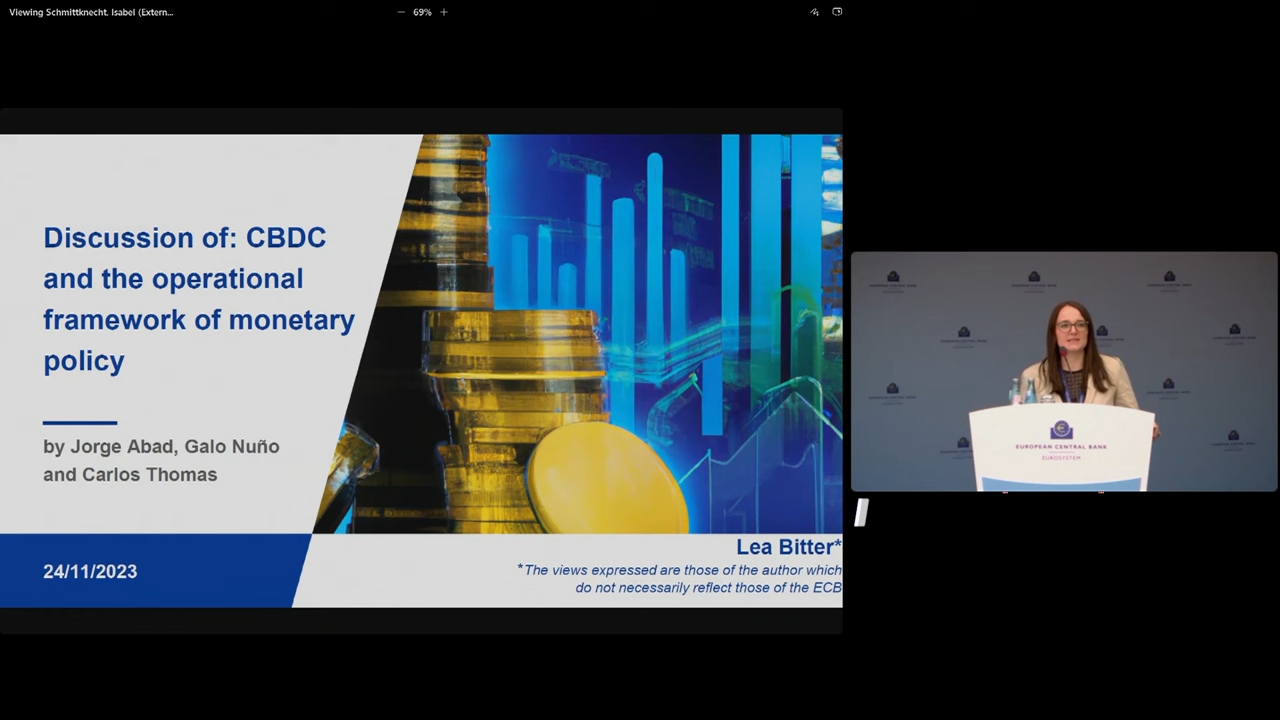 Viewing Schmittknecht. Isabel (Extern...
69%
Discussion of: CBDC
and the operational
framework of monetary
policy
by Jorge Abad, Galo Nuño
and Carlos Thomas
24/11/2023
Lea Bitter*
*The views expressed are those of the author which
do not necessarily reflect those of the ECB
EUROPEAN CENTRAL BANK
EUROSYSTEM